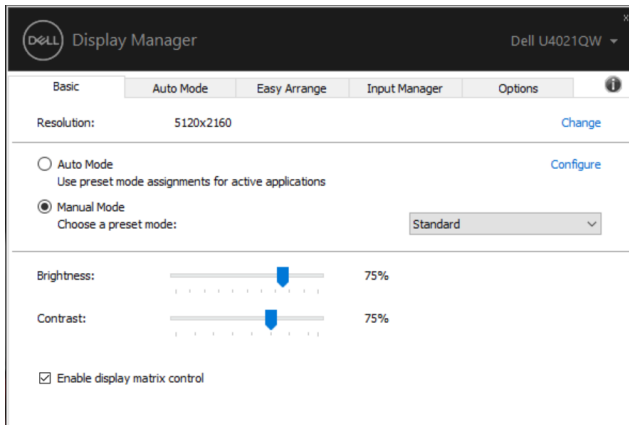 DELL Display Manager
Dell U4021QW
Basic Auto Mode Easy Arrange Input Manager Options
Resolution: 5120x2160 Change
Auto Mode Configure
Use preset mode assignments for active applications
Manual Mode
Choose a preset mode: Standard
Brightness: 75%
Contrast: 75%
Enable display matrix control